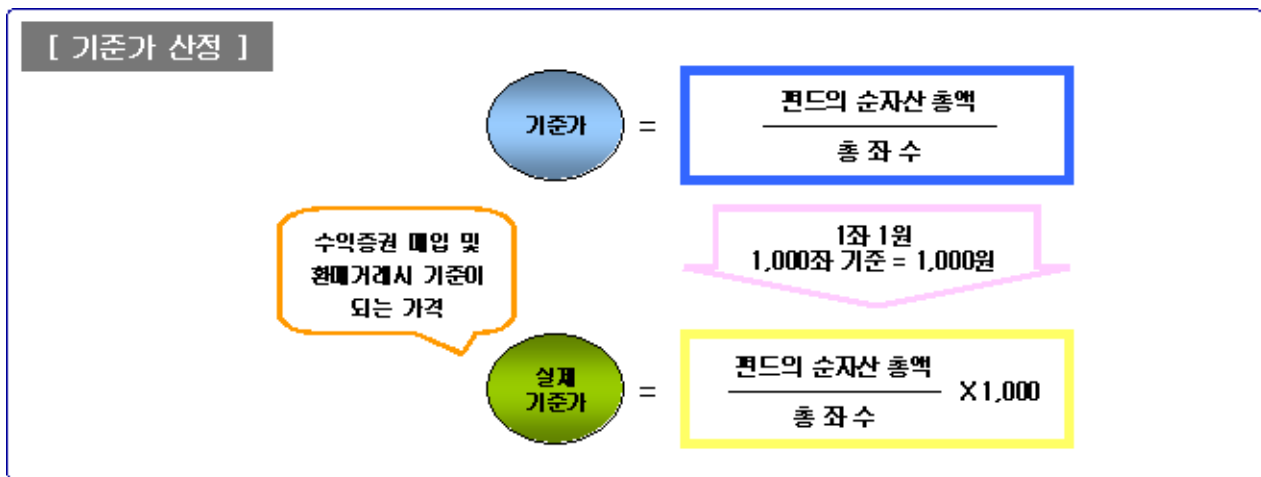 [ 기준가 산정 ]
기준가
=
펀드의 순자산 총액
총 좌 수
1좌 1원
1,000좌 기준 = 1,000원
수익증권 매입 및
환매거래시 기준이
되는 가격
실제
기준가
=
펀드의 순자산 총액
총 좌 수
X 1,000